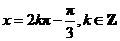 x = 2kπ − π/3, k ∈ Z